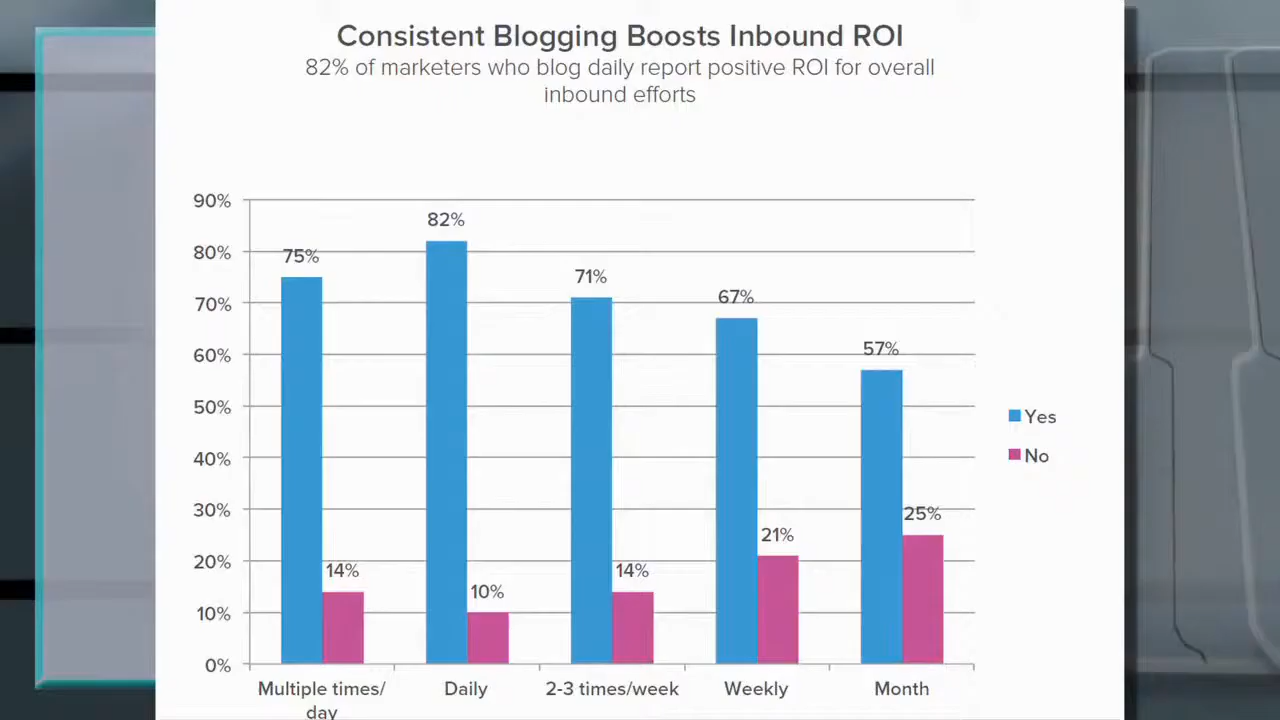 Consistent Blogging Boosts Inbound ROI
82% of marketers who blog daily report positive ROI for overall
inbound efforts
90%
80%
70%
60%
50%
40%
30%
20%
10%
0%
75%
14%
82%
10%
71%
14%
67%
21%
57%
25%
Multiple times/
day
Daily
2-3 times/week
Weekly
Month
Yes
No